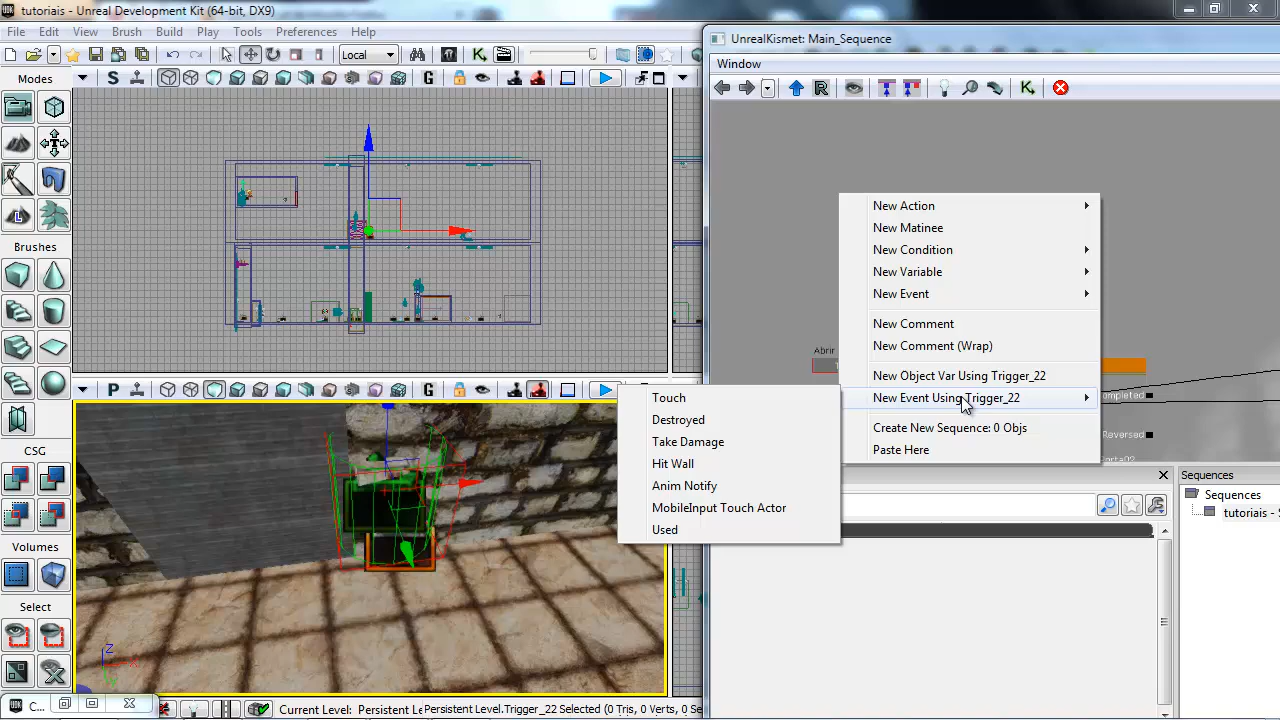 tutoriais - Unreal Development Kit (64-bit, DX9)
File Edit View Brush Build Play Tools Preferences Help
Local
Modes
Brushes
CSG
Volumes
Select
S
G
P
G
C...
Current Level: Persistent Le
Persistent Level.Trigger_22 Selected (0 Tris, 0 Verts, 0 Se
UnrealKismet: Main_Sequence
Window
New Action
New Matinee
New Condition
New Variable
New Event
New Comment
New Comment (Wrap)
New Object Var Using Trigger_22
New Event Using Trigger_22
Create New Sequence: 0 Objs
Paste Here
Touch
Destroyed
Take Damage
Hit Wall
Anim Notify
MobileInput Touch Actor
Used
Abrir
ompleted
Reversed
Porta02
Sequences
Sequences
tutoriais - S